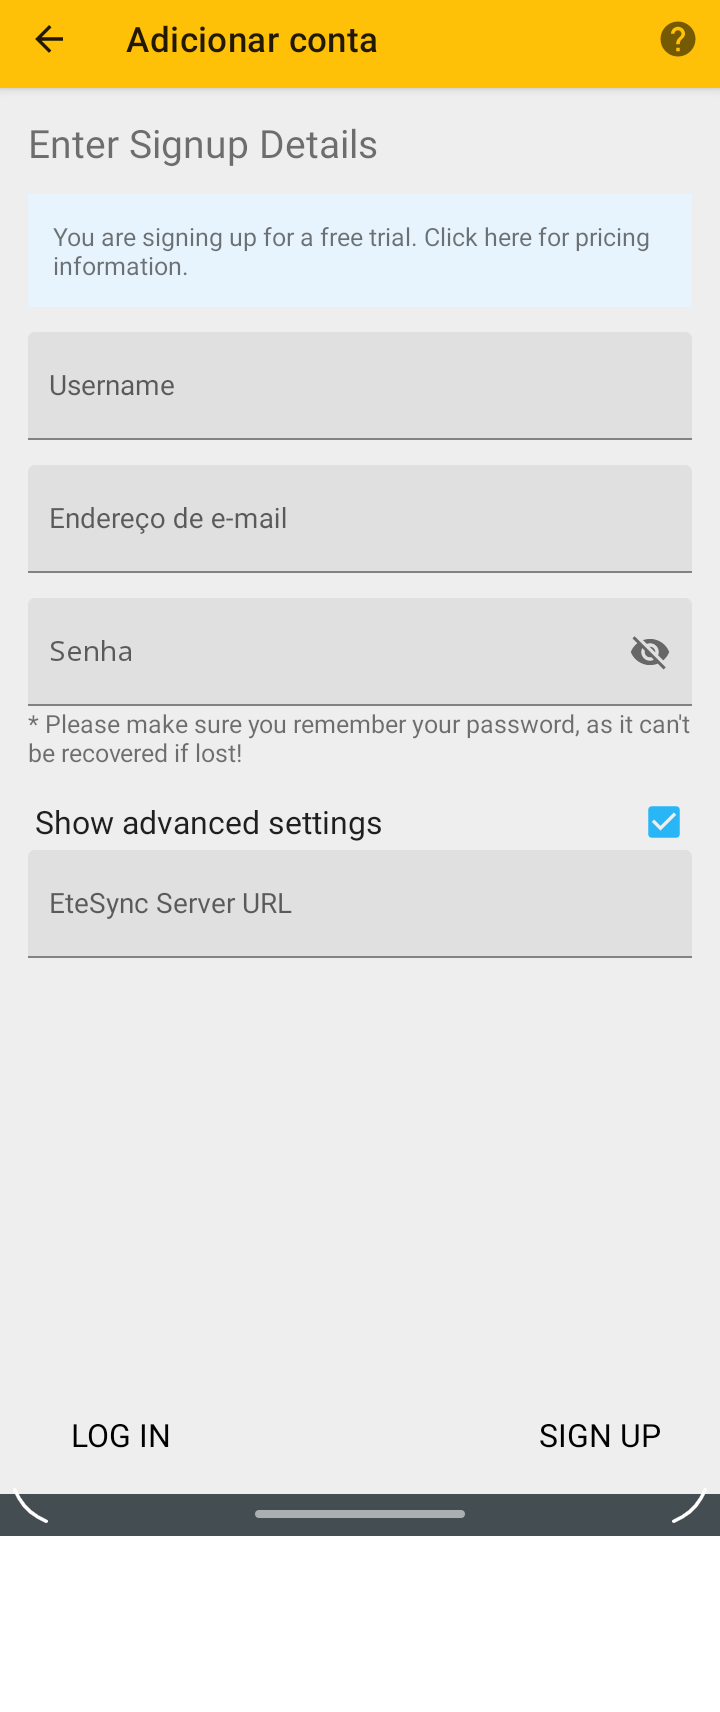 Adicionar conta
Enter Signup Details
You are signing up for a free trial. Click here for pricing
information.
Username
Endereço de e-mail
Senha
* Please make sure you remember your password, as it can't
be recovered if lost!
Show advanced settings
EteSync Server URL
LOG IN
SIGN UP